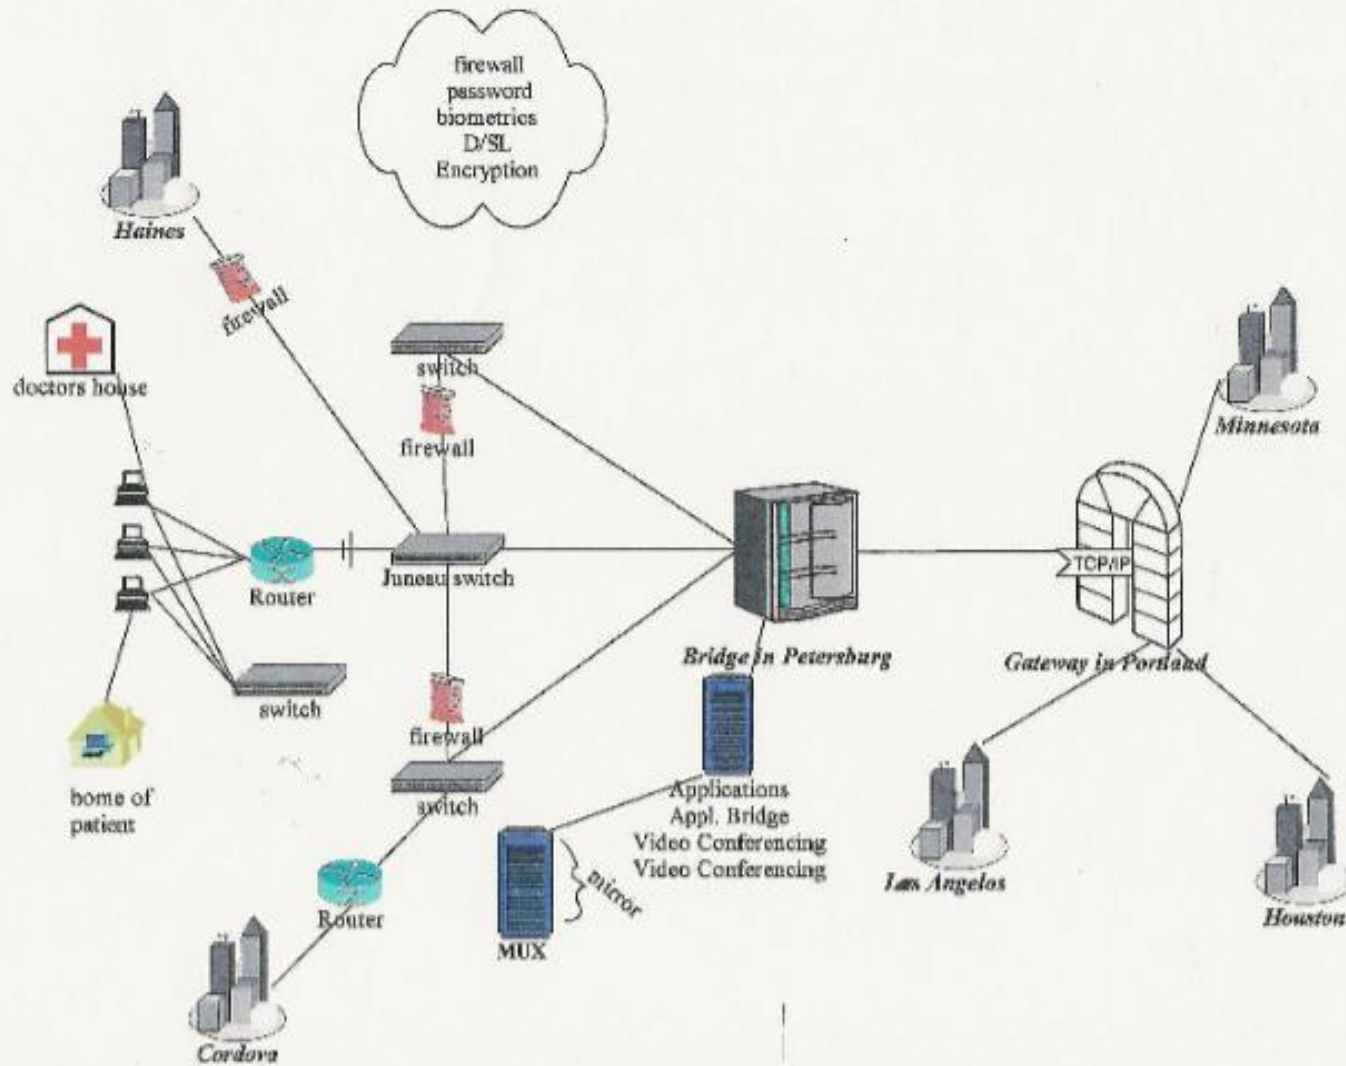 firewall
password
biometrics
D/SL
Encryption
Haines
firewall
doctors house
switch
firewall
Minnesota
Juneau switch
Router
TCP/IP
Bridge in Petersburg
Gateway in Portland
switch
firewall
home of
patient
switch
Applications
Appl. Bridge
Video Conferencing
Video Conferencing
mirror
MUX
Router
Los Angelos
Houston
Cordova